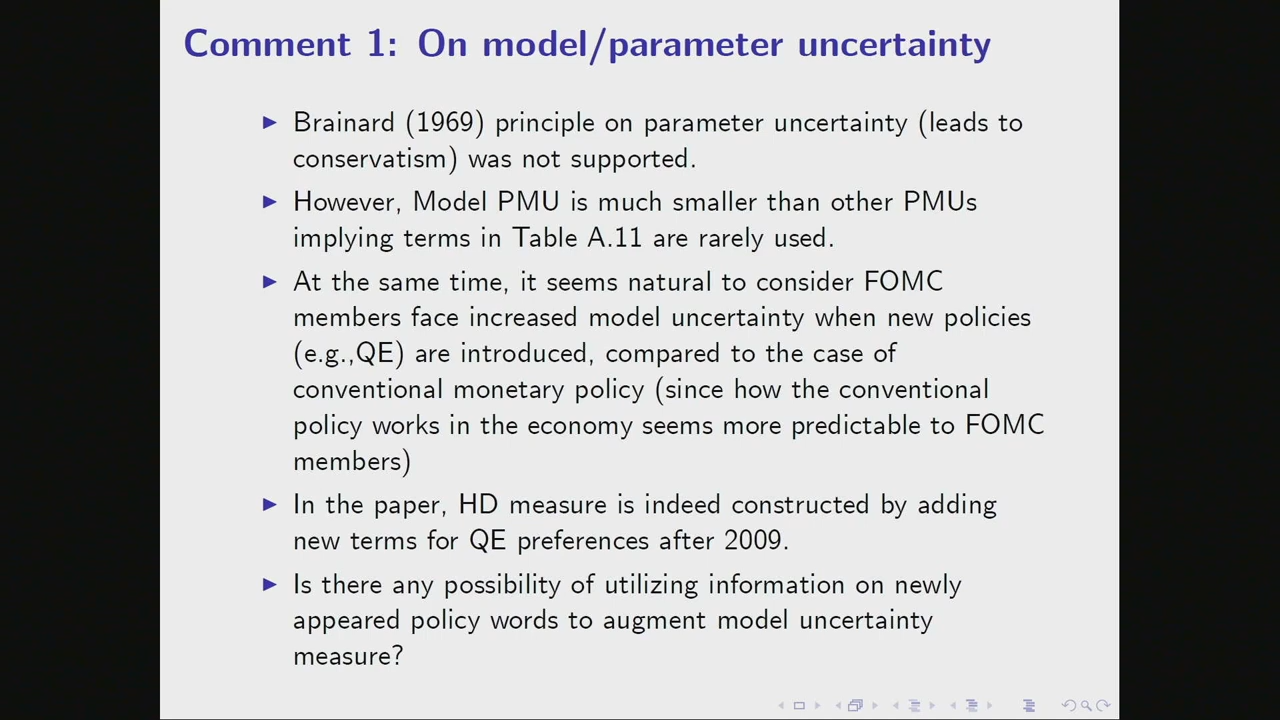 Comment 1: On model/parameter uncertainty
Brainard (1969) principle on parameter uncertainty (leads to
conservatism) was not supported.
However, Model PMU is much smaller than other PMUs
implying terms in Table A.11 are rarely used.
At the same time, it seems natural to consider FOMC
members face increased model uncertainty when new policies
(e.g.,QE) are introduced, compared to the case of
conventional monetary policy (since how the conventional
policy works in the economy seems more predictable to FOMC
members)
In the paper, HD measure is indeed constructed by adding
new terms for QE preferences after 2009.
Is there any possibility of utilizing information on newly
appeared policy words to augment model uncertainty
measure?